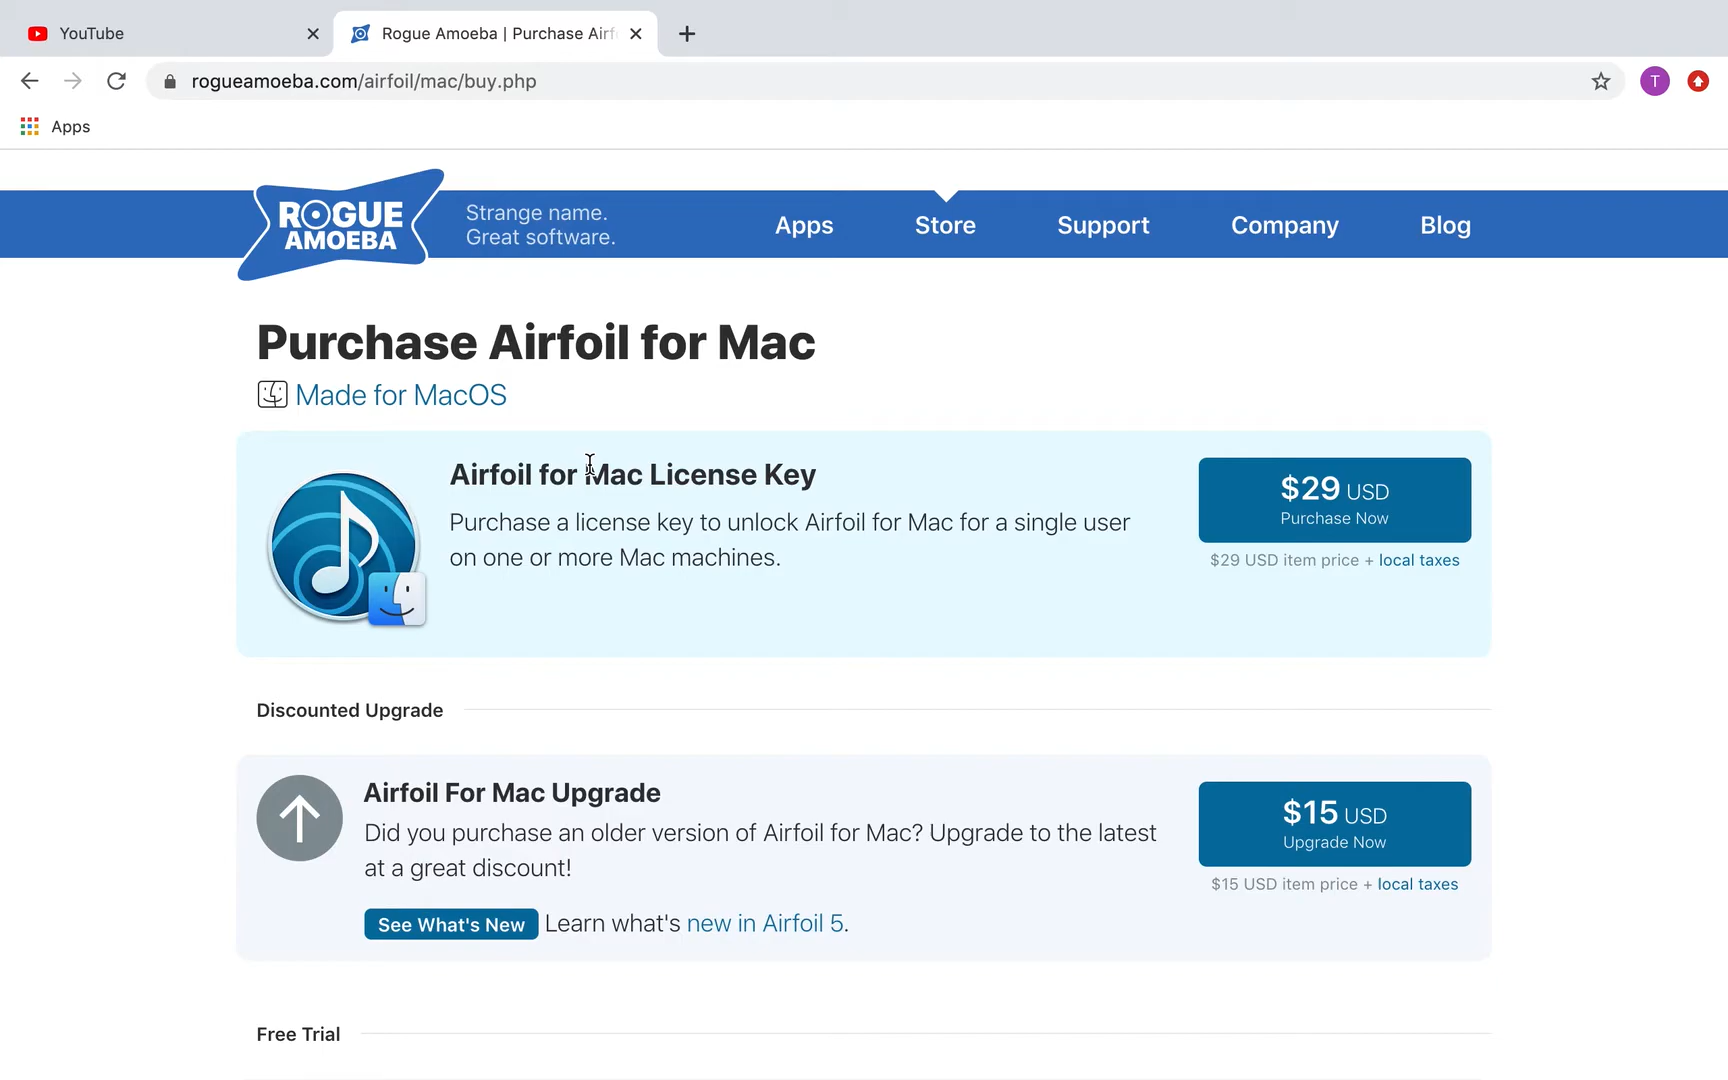 YouTube
Rogue Amoeba | Purchase Airf
rogueamoeba.com/airfoil/mac/buy.php
T
Apps
ROGUE
AMOEBA
Strange name.
Great software.
Apps
Store
Support
Company
Blog
Purchase Airfoil for Mac
Made for MacOS
Airfoil for Mac License Key
Purchase a license key to unlock Airfoil for Mac for a single user
on one or more Mac machines.
$29 USD
Purchase Now
$29 USD item price + local taxes
Discounted Upgrade
Airfoil For Mac Upgrade
Did you purchase an older version of Airfoil for Mac? Upgrade to the latest
at a great discount!
See What's New Learn what's new in Airfoil 5.
$15 USD
Upgrade Now
$15 USD item price + local taxes
Free Trial